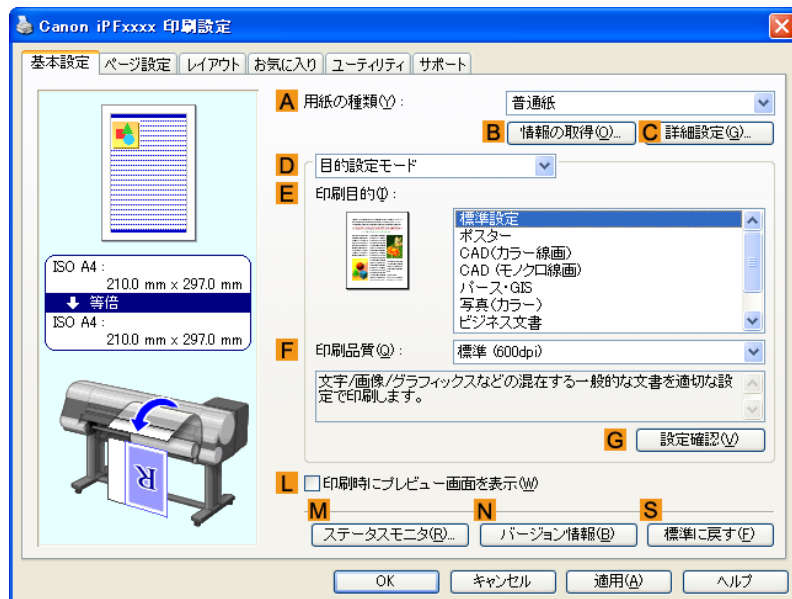 Canon iPFxxxx 印刷設定
基本設定 ページ設定 レイアウト お気に入り ユーティリティ サポート
A 用紙の種類(Y): 普通紙
B 情報の取得(O)... C 詳細設定(G)...
D 目的設定モード
E 印刷目的(I):
標準設定
ポスター
CAD(カラー線画)
CAD (モノクロ線画)
パース・GIS
写真(カラー)
ビジネス文書
ISO A4 :
210.0 mm x 297.0 mm
等倍
ISO A4 :
210.0 mm x 297.0 mm
F 印刷品質(Q): 標準 (600dpi)
文字/画像/グラフィックスなどの混在する一般的な文書を適切な設
定で印刷します。
G 設定確認(V)
R
L 印刷時にプレビュー画面を表示(W)
M N S
ステータスモニタ(R)... バージョン情報(B) 標準に戻す(F)
OK キャンセル 適用(A) ヘルプ